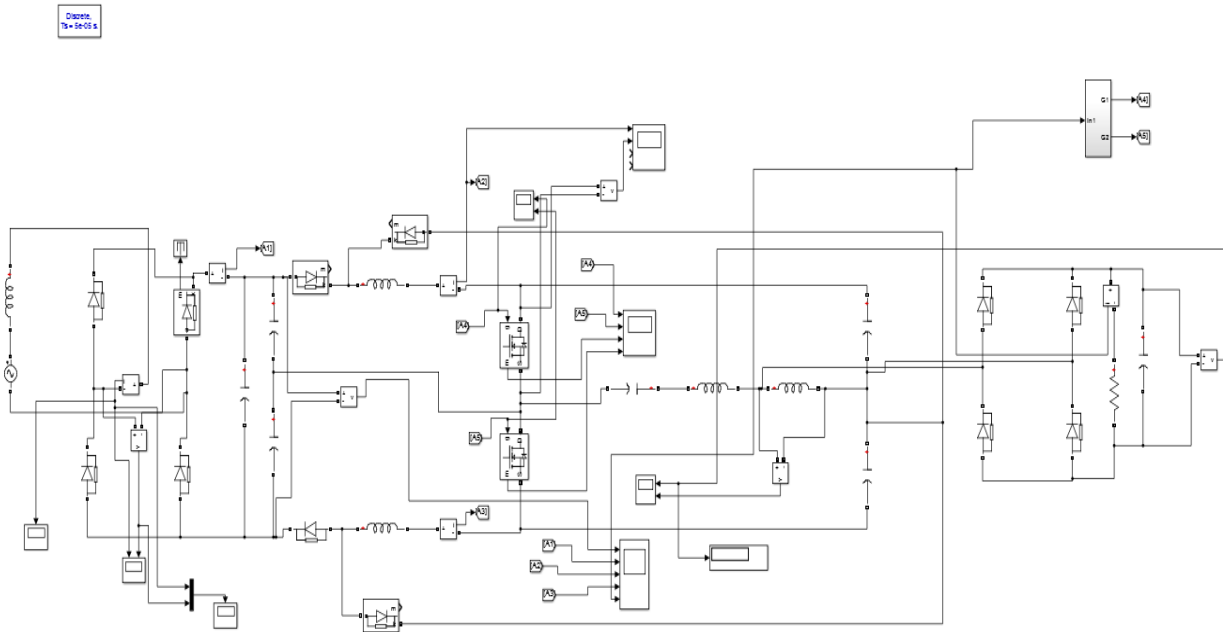 Discrete,
Ts = 5e-05 s.
G1
[A4]
In1
G2
[A5]
[A2]
[A1]
[A4]
[A5]
[A4]
[A5]
[A3]
[A1]
[A2]
[A3]